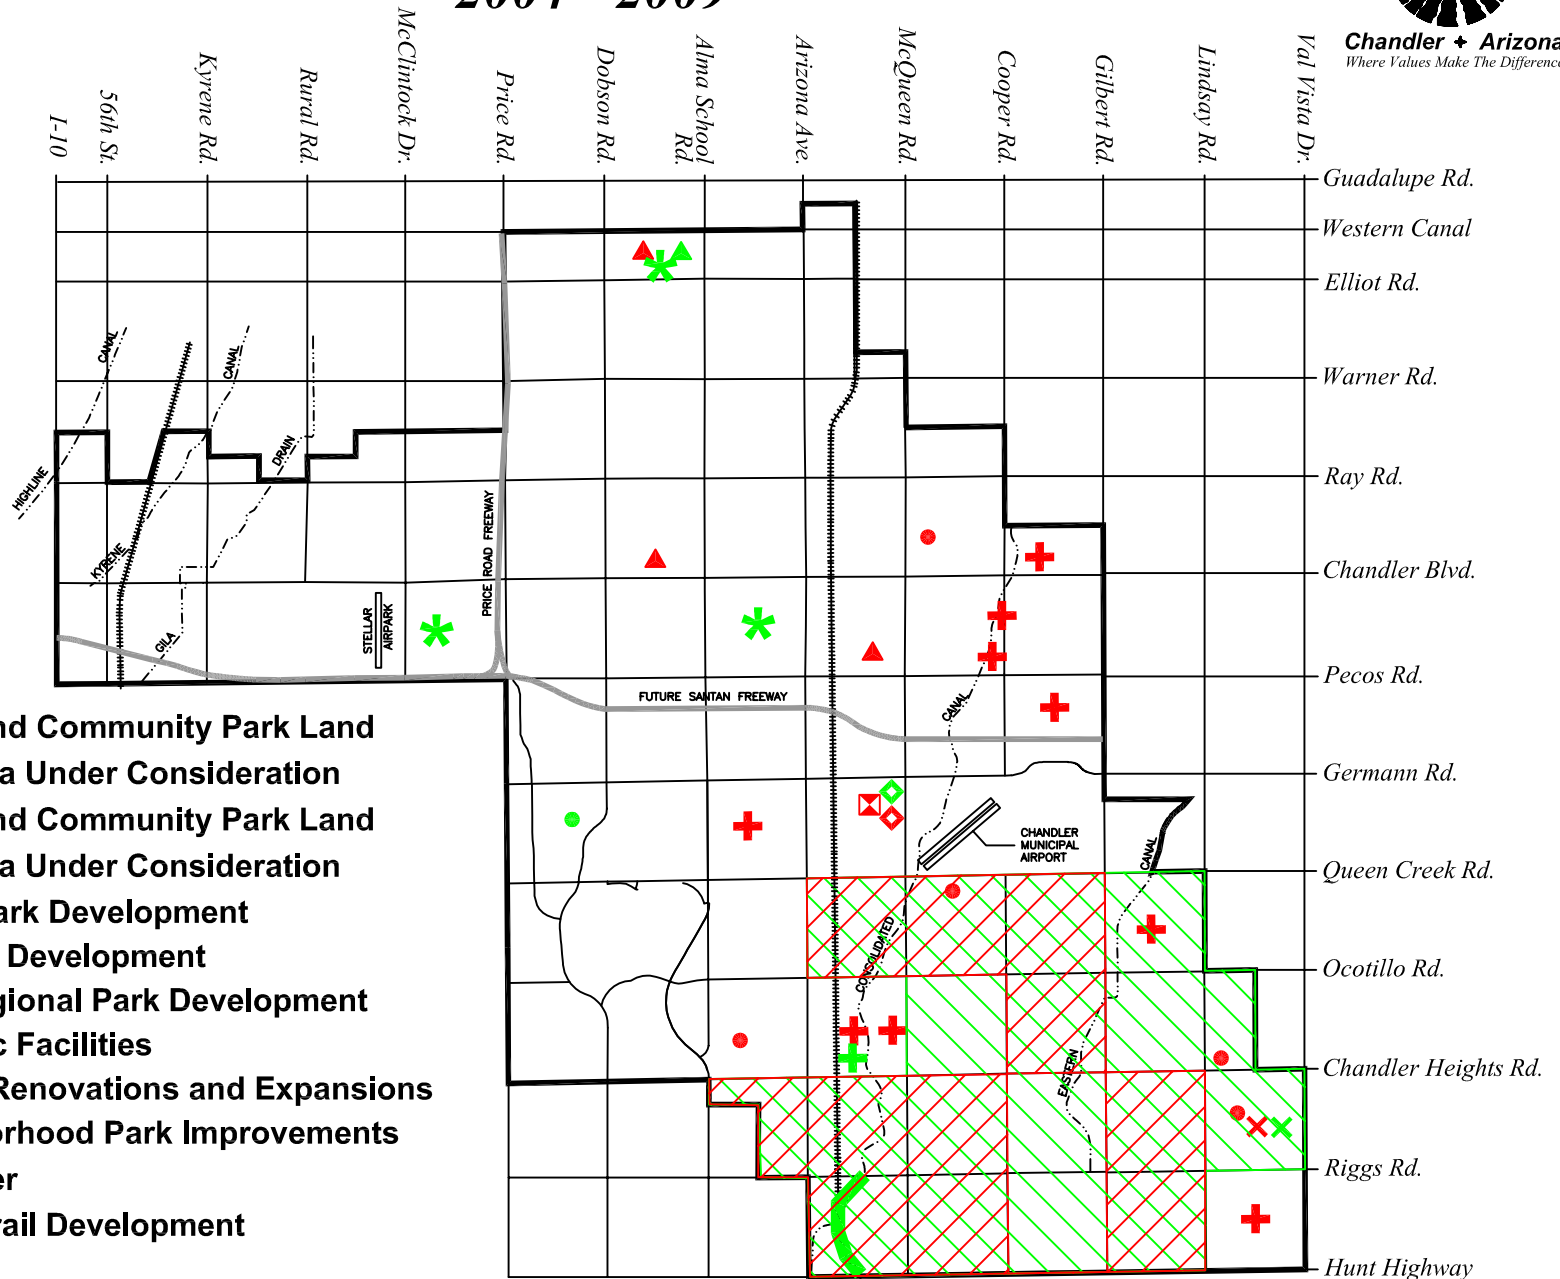 2004 - 2009
Chandler + Arizona
Where Values Make The Difference
I-10
56th St.
Kyrene Rd.
Rural Rd.
McClintock Dr.
Price Rd.
Dobson Rd.
Alma School
Rd.
Arizona Ave.
McQueen Rd.
Cooper Rd.
Gilbert Rd.
Lindsay Rd.
Val Vista Dr.
Guadalupe Rd.
Western Canal
Elliot Rd.
Warner Rd.
Ray Rd.
Chandler Blvd.
Pecos Rd.
Germann Rd.
Queen Creek Rd.
Ocotillo Rd.
Chandler Heights Rd.
Riggs Rd.
Hunt Highway
HIGHLINE
CANAL
KYRENE
CANAL
GILA
DRAIN
STELLAR
AIRPARK
PRICE ROAD FREEWAY
FUTURE SANTAN FREEWAY
CANAL
CONSOLIDATED
CHANDLER
MUNICIPAL
AIRPORT
CANAL
EASTERN
nd Community Park Land
a Under Consideration
nd Community Park Land
a Under Consideration
ark Development
Development
gional Park Development
c Facilities
Renovations and Expansions
orhood Park Improvements
er
rail Development